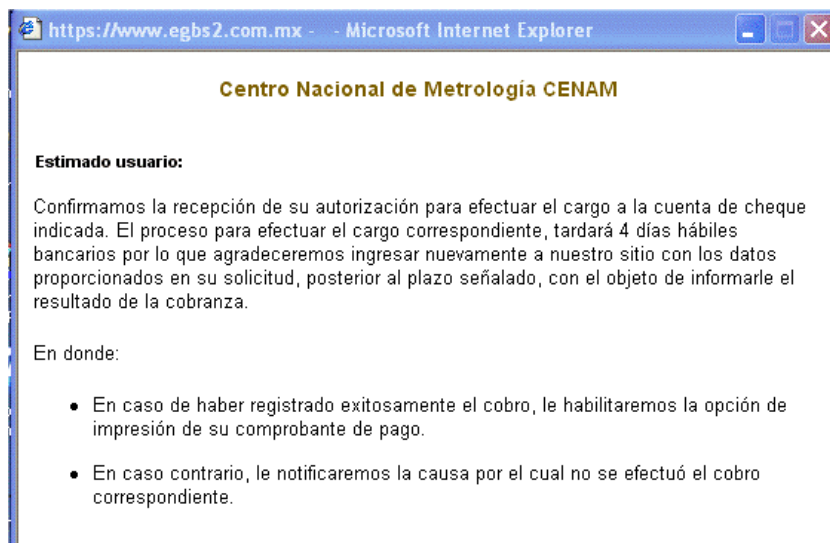 https://www.egbs2.com.mx - - Microsoft Internet Explorer
Centro Nacional de Metrología CENAM
Estimado usuario:
Confirmamos la recepción de su autorización para efectuar el cargo a la cuenta de cheque
indicada. El proceso para efectuar el cargo correspondiente, tardará 4 días hábiles
bancarios por lo que agradeceremos ingresar nuevamente a nuestro sitio con los datos
proporcionados en su solicitud, posterior al plazo señalado, con el objeto de informarle el
resultado de la cobranza.
En donde:
• En caso de haber registrado exitosamente el cobro, le habilitaremos la opción de
impresión de su comprobante de pago.
• En caso contrario, le notificaremos la causa por el cual no se efectuó el cobro
correspondiente.